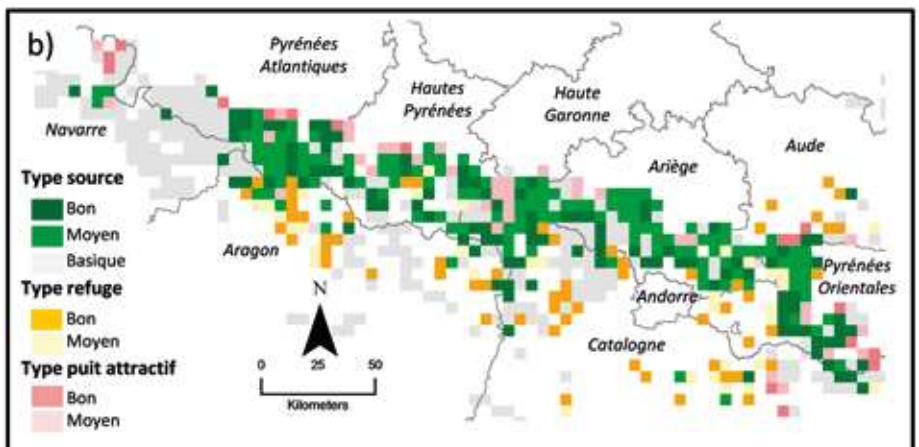 b)
Pyrénées
Atlantiques
Hautes
Pyrénées
Haute
Garonne
Navarre
Aude
Ariège
Type source
Bon
Moyen
Basique
Aragon
Pyrénées
Orientales
Type refuge
Bon
Moyen
N
Andorre
Catalogne
Type puit attractif
Bon
Moyen
0 25 50
Kilometers